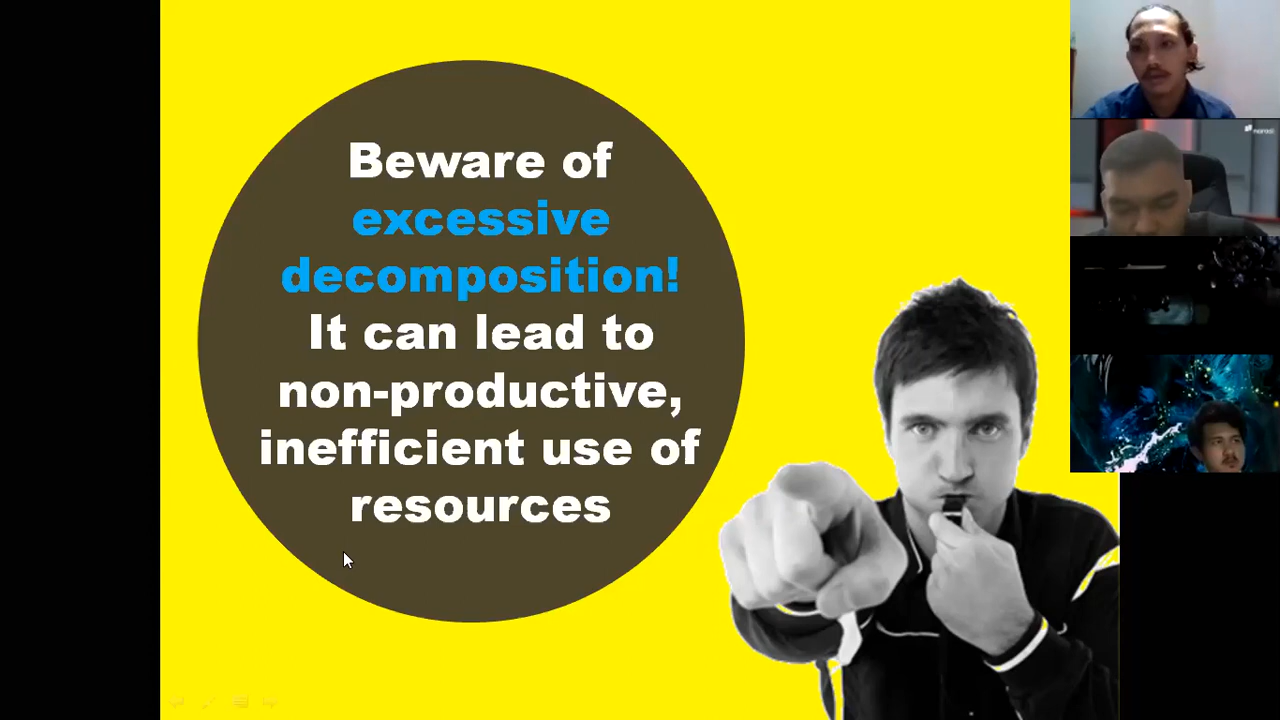 Beware of
excessive
decomposition!
It can lead to
non-productive,
inefficient use of
resources